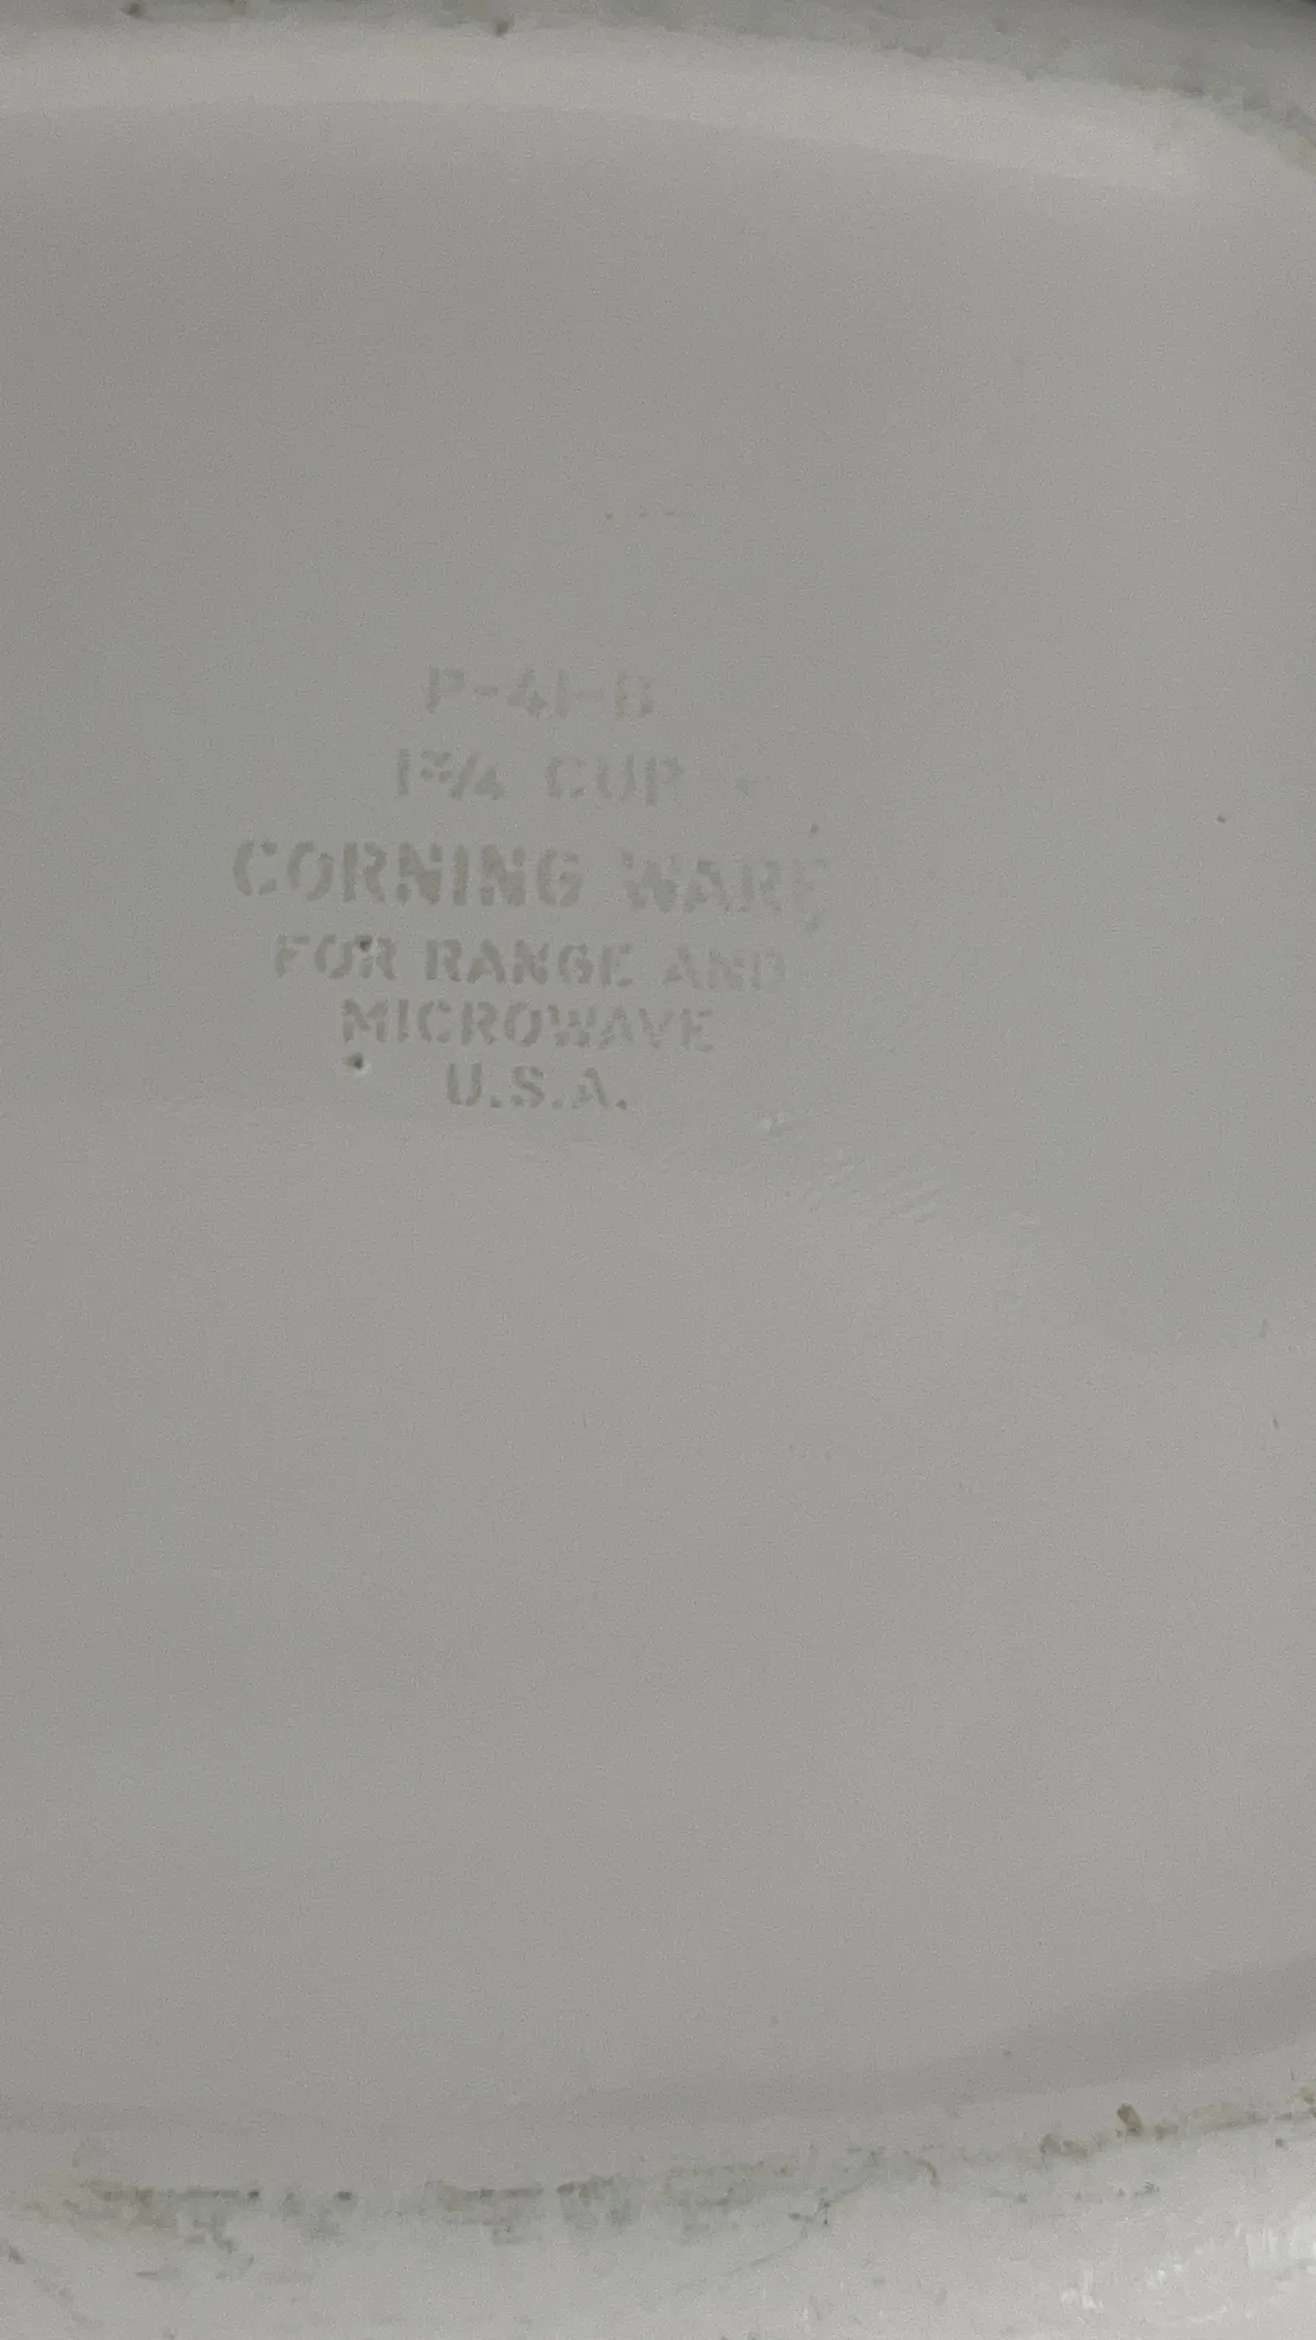 P-41-B
1¾ CUP
CORNING WARE
FOR RANGE AND
MICROWAVE
U.S.A.